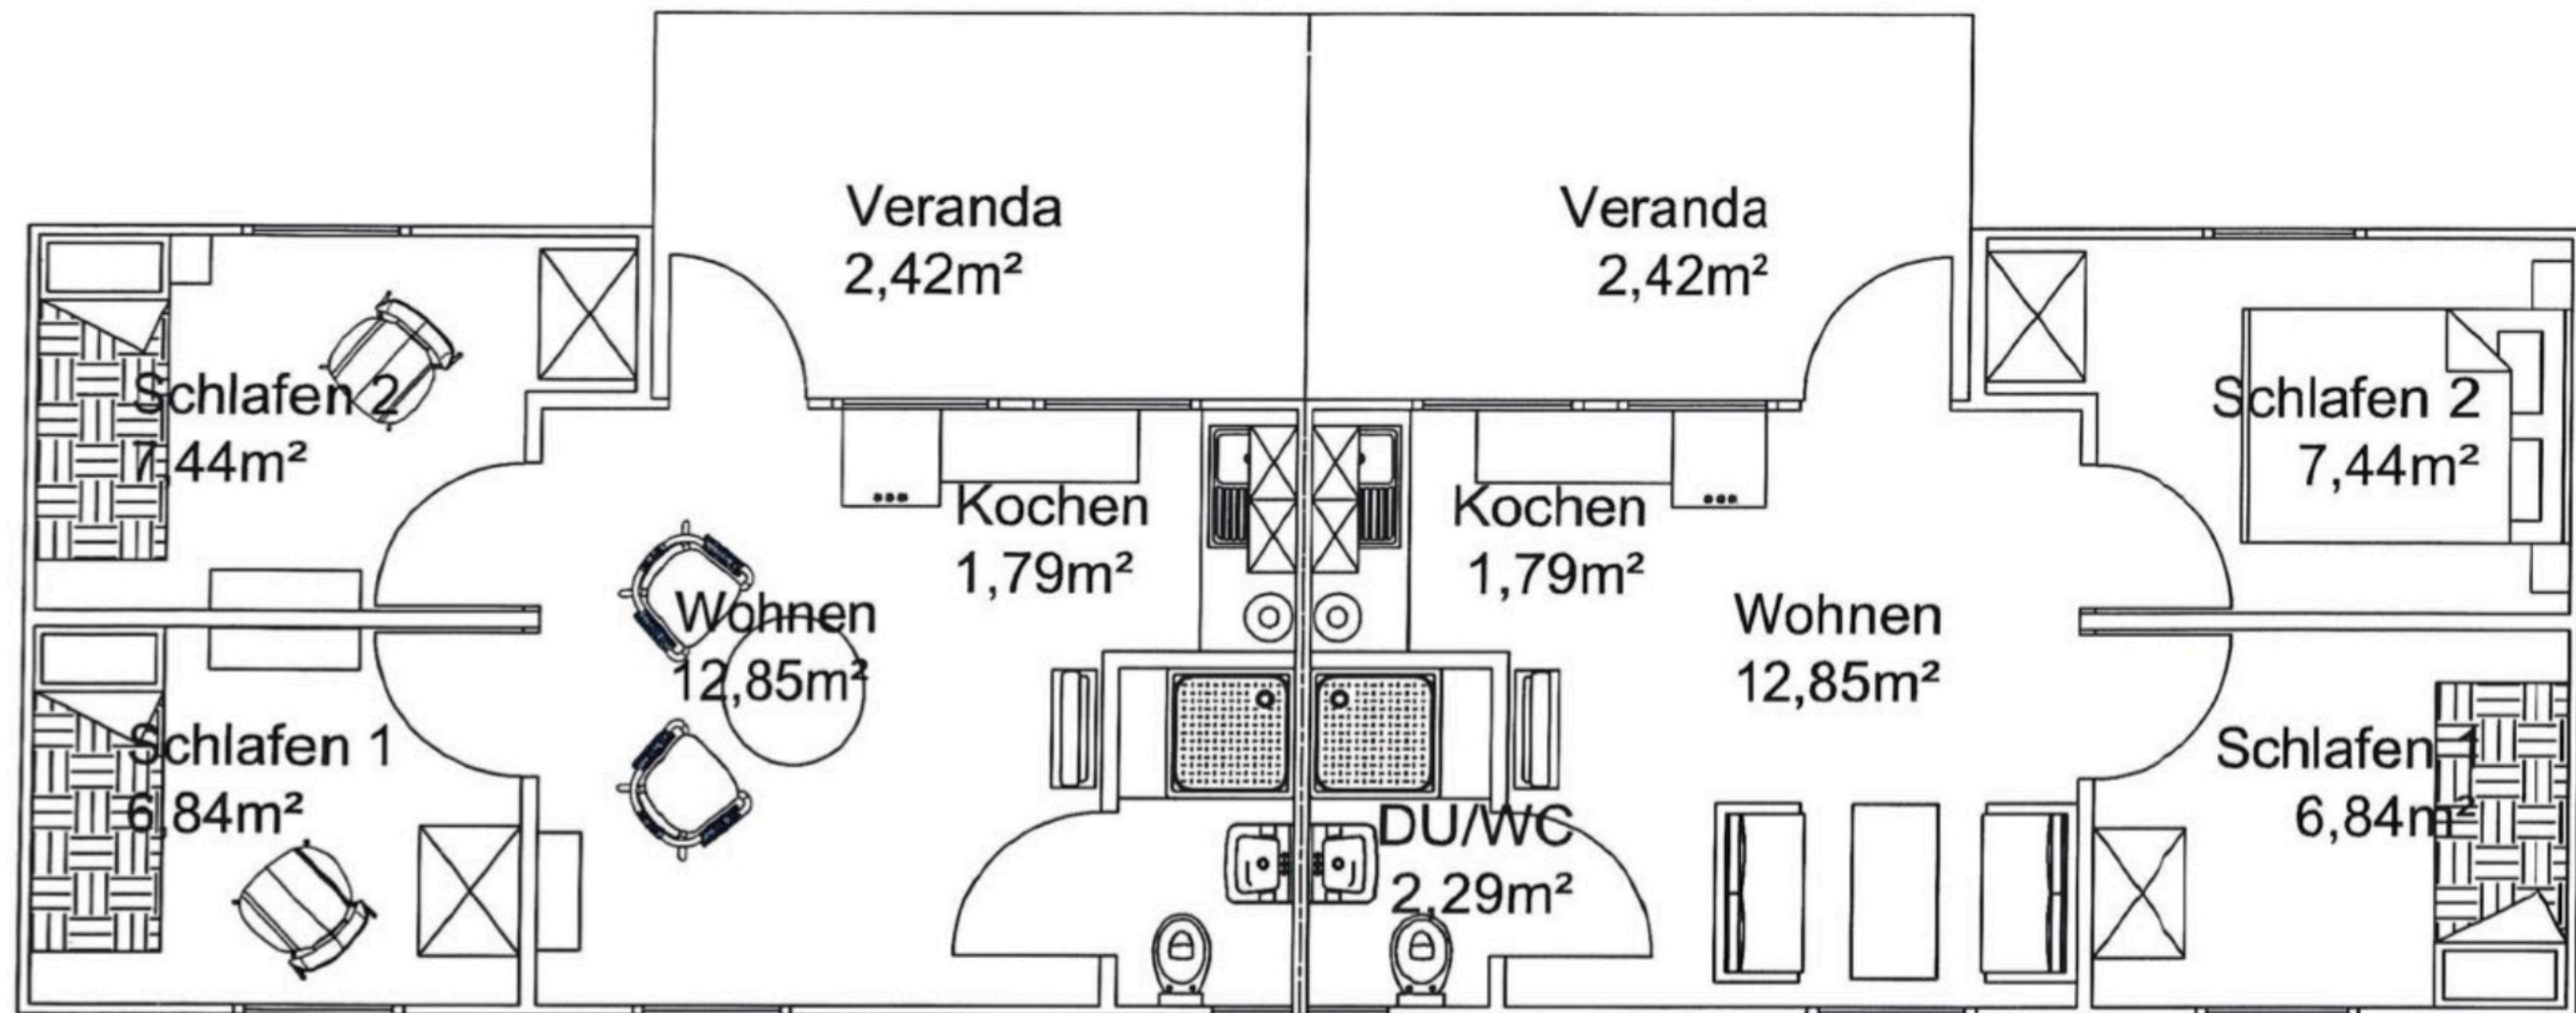 Veranda
2,42m²
Veranda
2,42m²
Schlafen 2
7,44m²
Kochen
1,79m²
Kochen
1,79m²
Schlafen 2
7,44m²
Wohnen
12,85m²
Wohnen
12,85m²
Schlafen 1
6,84m²
DU/WC
2,29m²
Schlafen 1
6,84m²